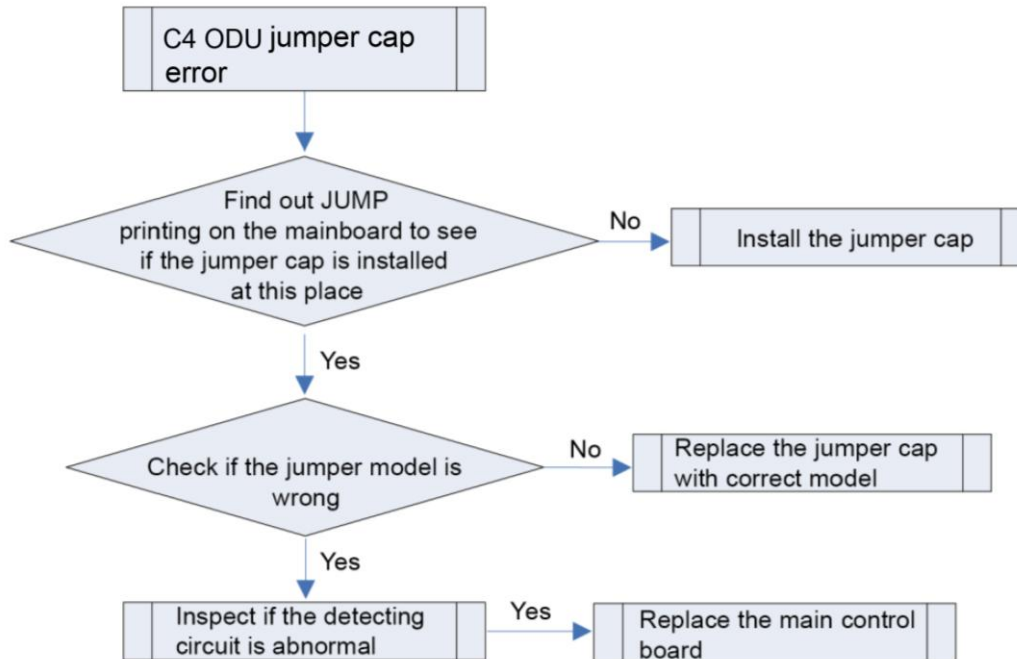 C4 ODU jumper cap
error
Find out JUMP
printing on the mainboard to see
if the jumper cap is installed
at this place
No
Install the jumper cap
Yes
Check if the jumper model is
wrong
No
Replace the jumper cap
with correct model
Yes
Inspect if the detecting
circuit is abnormal
Yes
Replace the main control
board